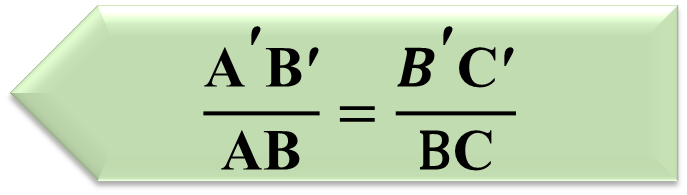 A′B′ = B′C′
AB BC